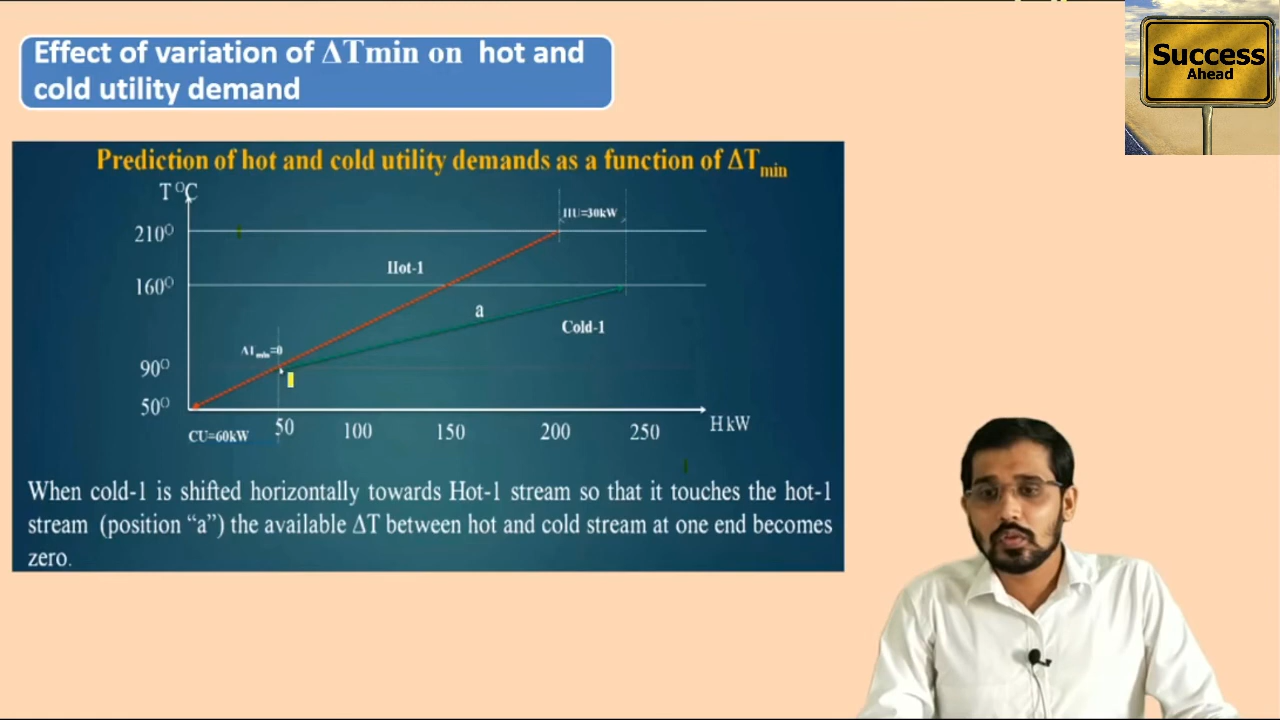 Effect of variation of ΔTmin on hot and
cold utility demand
Success
Ahead
Prediction of hot and cold utility demands as a function of ΔTmin
T °C
HU=30kW
210°
Hot-1
160°
a
Cold-1
ΔTmin=0
90°
50°
CU=60kW
50
100
150
200
250
H kW
When cold-1 is shifted horizontally towards Hot-1 stream so that it touches the hot-1
stream (position “a”) the available ΔT between hot and cold stream at one end becomes
zero.